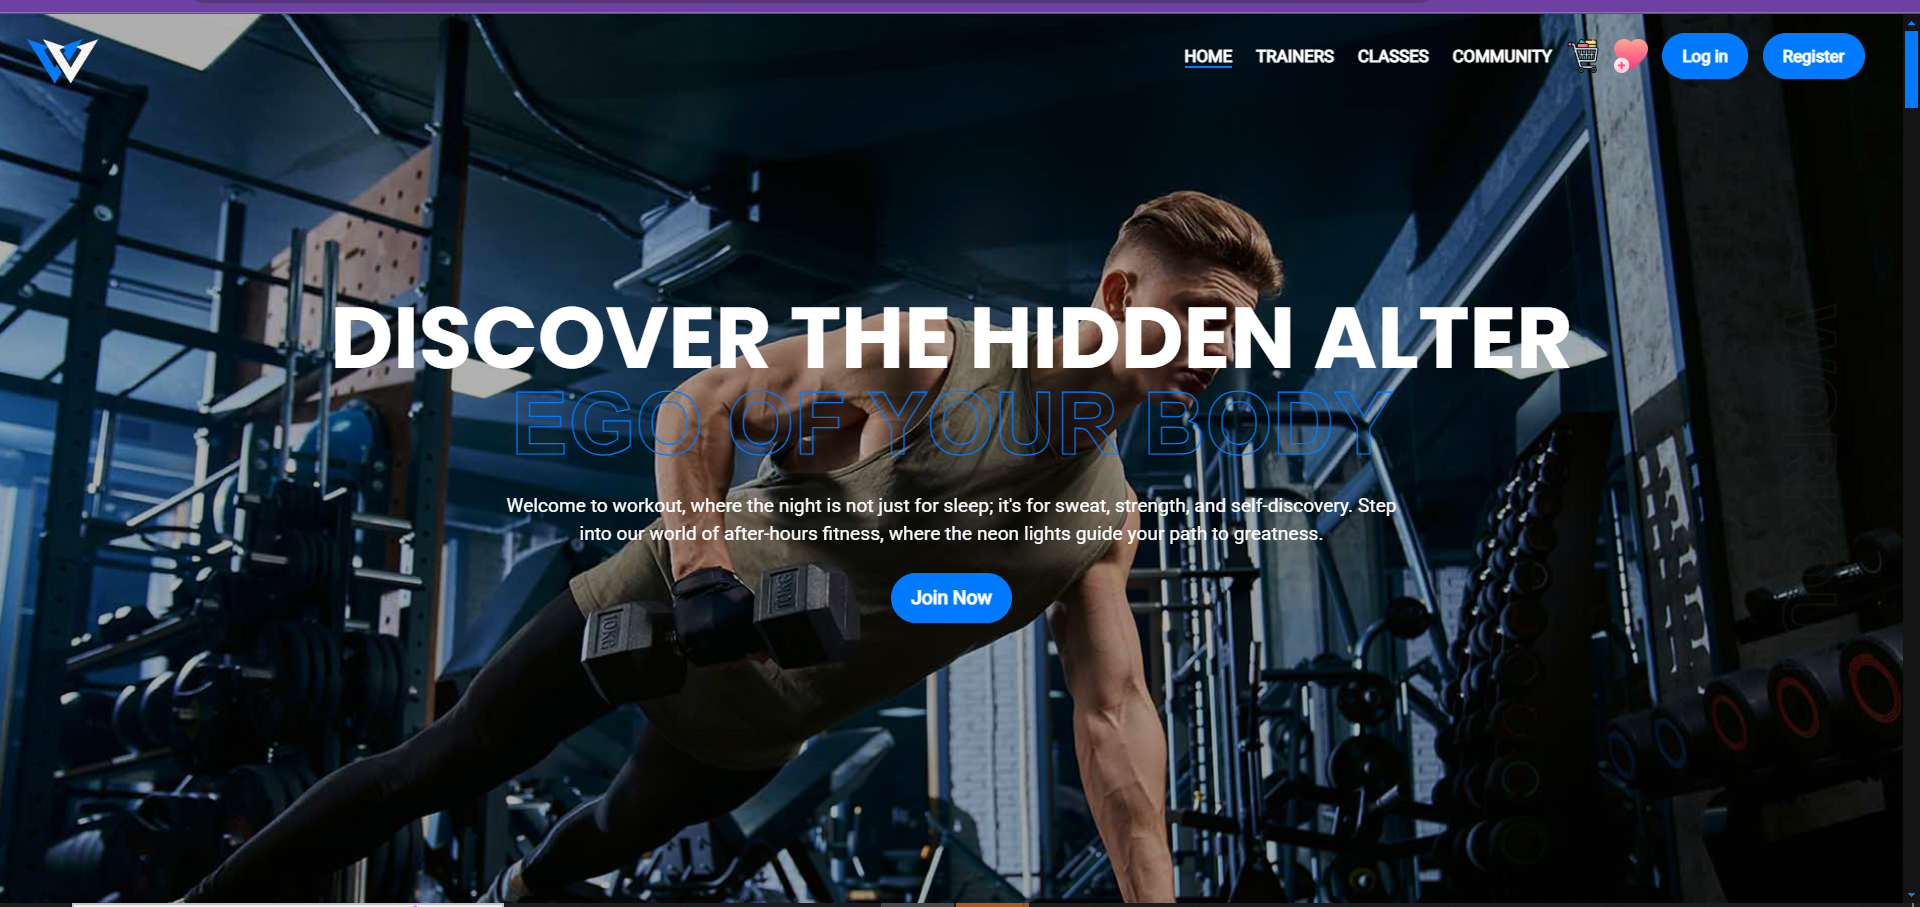 HOME TRAINERS CLASSES COMMUNITY Log in Register
DISCOVER THE HIDDEN ALTER
EGO OF YOUR BODY
Welcome to workout, where the night is not just for sleep; it's for sweat, strength, and self-discovery. Step
into our world of after-hours fitness, where the neon lights guide your path to greatness.
Join Now
10KG
10KG